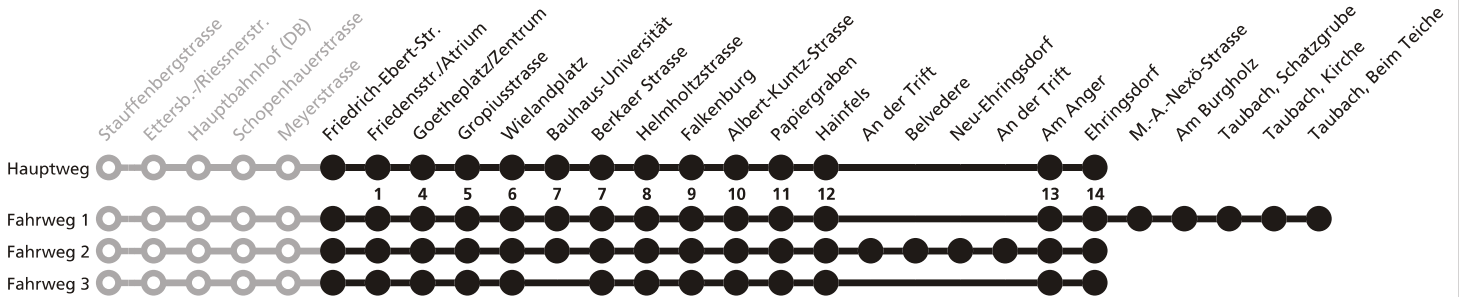 Stauffenbergstrasse
Ettersb.-/Riessnerstr.
Hauptbahnhof (DB)
Schopenhauerstrasse
Meyerstrasse
Friedrich-Ebert-Str.
Friedensstr./Atrium
Goetheplatz/Zentrum
Gropiusstrasse
Wielandplatz
Bauhaus-Universität
Berkaer Strasse
Helmholtzstrasse
Falkenburg
Albert-Kuntz-Strasse
Papiergraben
Hainfels
An der Trift
Belvedere
Neu-Ehringsdorf
An der Trift
Am Anger
Ehringsdorf
M.-A.-Nexö-Strasse
Am Burgholz
Taubach, Schatzgrube
Taubach, Kirche
Taubach, Beim Teiche
Hauptweg
1 4 5 6 7 7 8 9 10 11 12 13 14
Fahrweg 1
Fahrweg 2
Fahrweg 3